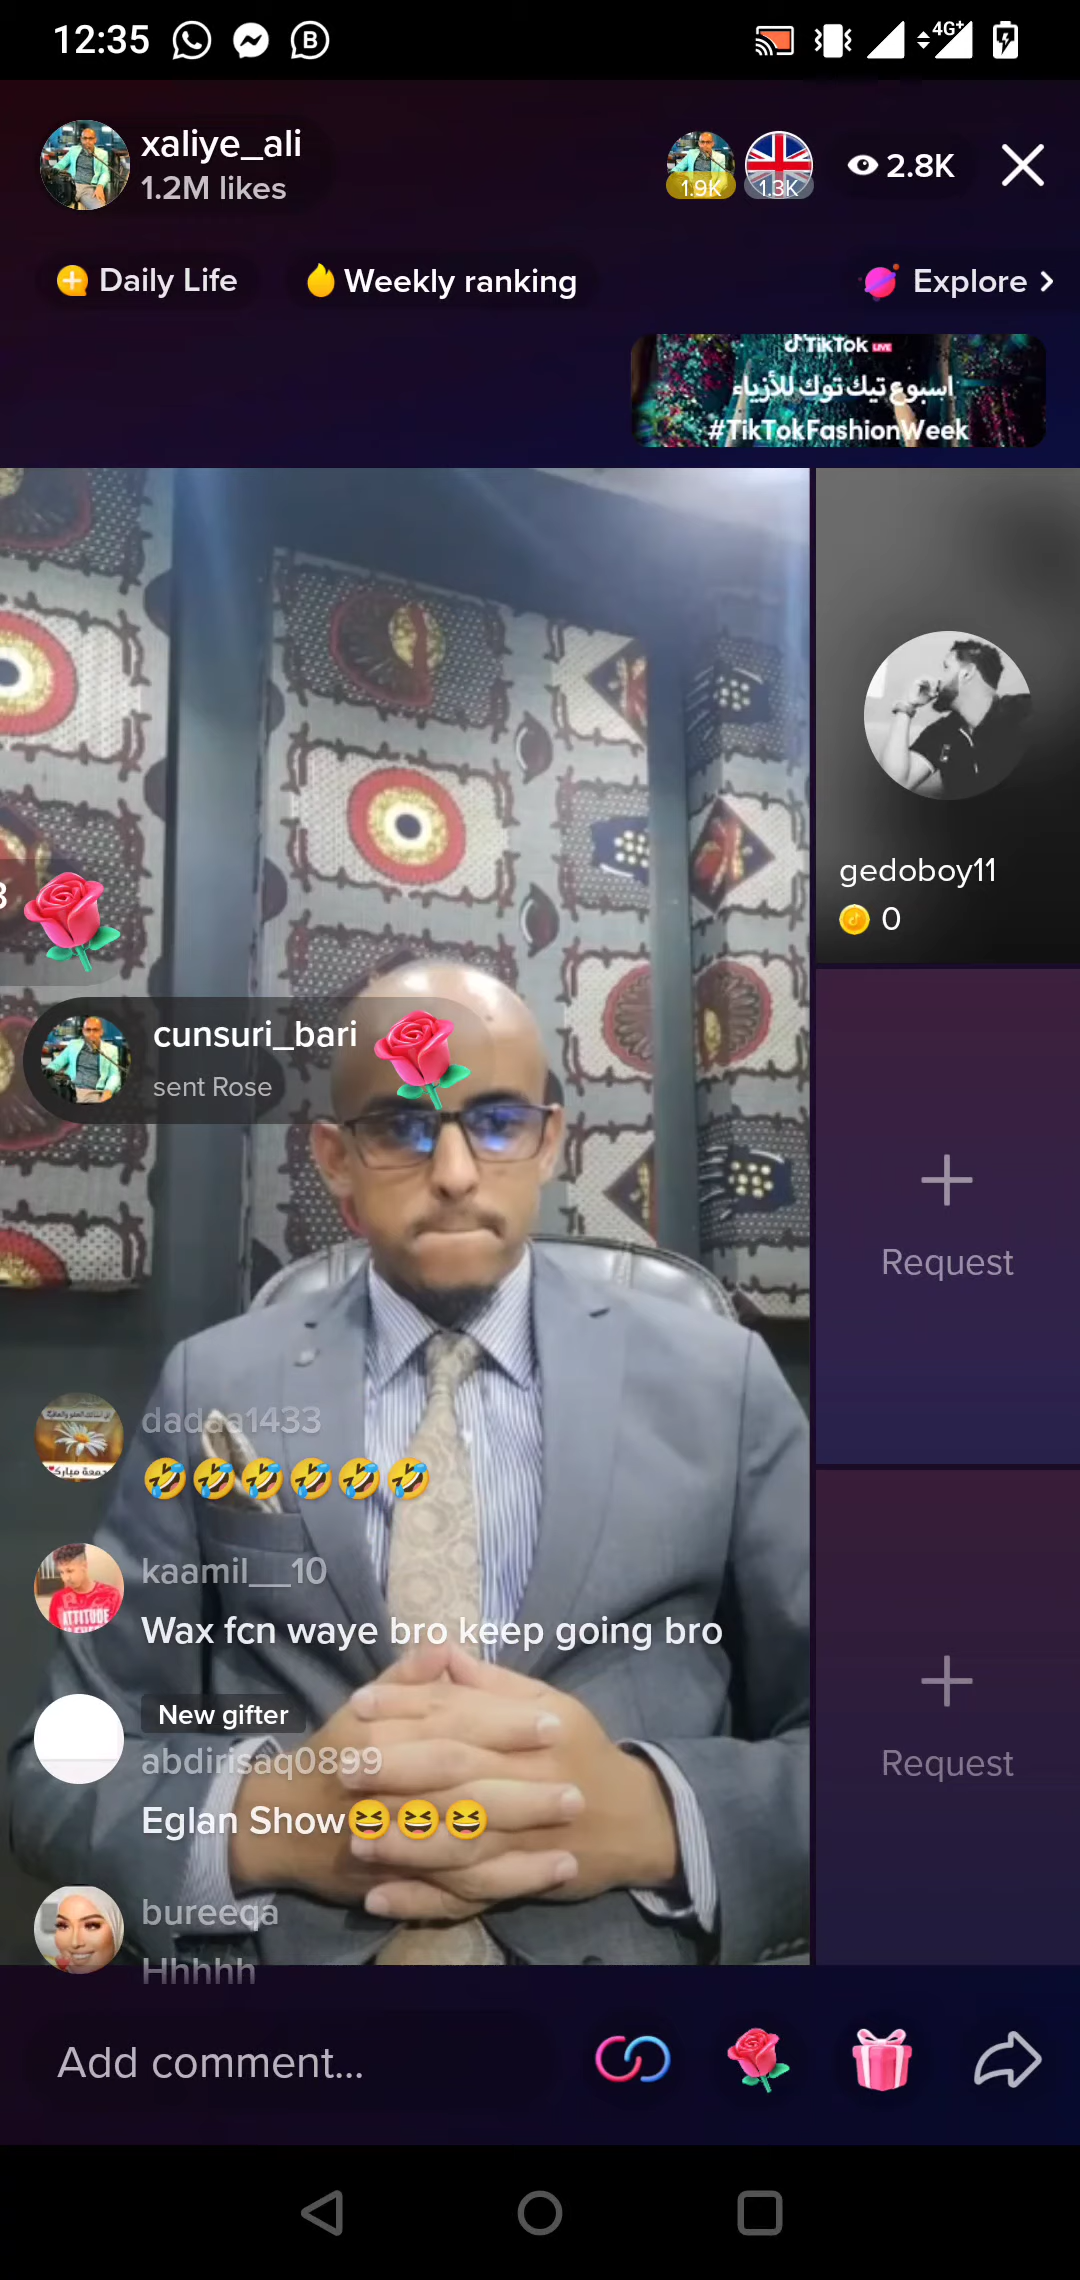 12:35
4G+
xaliye_ali
1.2M likes
1.9K
1.3K
2.8K
Daily Life
Weekly ranking
Explore
TikTok LIVE
اسبوع تيك توك للأزياء
#TikTokFashionWeek
gedoboy11
0
3
cunsuri_bari
sent Rose
Request
dadaa1433
kaamil__10
ATTITUDE
Wax fcn waye bro keep going bro
Request
New gifter
abdirisaq0899
Eglan Show😆😆😆
bureeqa
Hhhhh
Add comment...